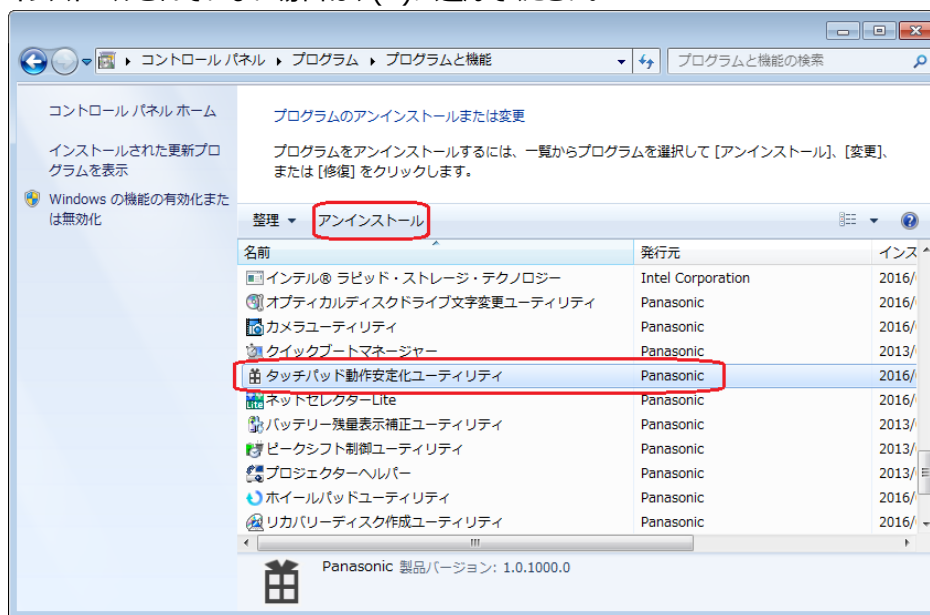 コントロール パネル ▸ プログラム ▸ プログラムと機能
プログラムと機能の検索
コントロール パネル ホーム
インストールされた更新プロ
グラムを表示
Windows の機能の有効化また
は無効化
プログラムのアンインストールまたは変更
プログラムをアンインストールするには、一覧からプログラムを選択して [アンインストール]、[変更]、
または [修復] をクリックします。
整理 ▼ アンインストール
名前 発行元 インス
インテル® ラピッド・ストレージ・テクノロジー Intel Corporation 2016/
オプティカルディスクドライブ文字変更ユーティリティ Panasonic 2016/
カメラユーティリティ Panasonic 2016/
クイックブートマネージャー Panasonic 2013/
タッチパッド動作安定化ユーティリティ Panasonic 2016/
ネットセレクターLite Panasonic 2016/
バッテリー残量表示補正ユーティリティ Panasonic 2013/
ピークシフト制御ユーティリティ Panasonic 2013/
プロジェクターヘルパー Panasonic 2013/
ホイールパッドユーティリティ Panasonic 2016/
リカバリーディスク作成ユーティリティ Panasonic 2016/
Panasonic 製品バージョン: 1.0.1000.0